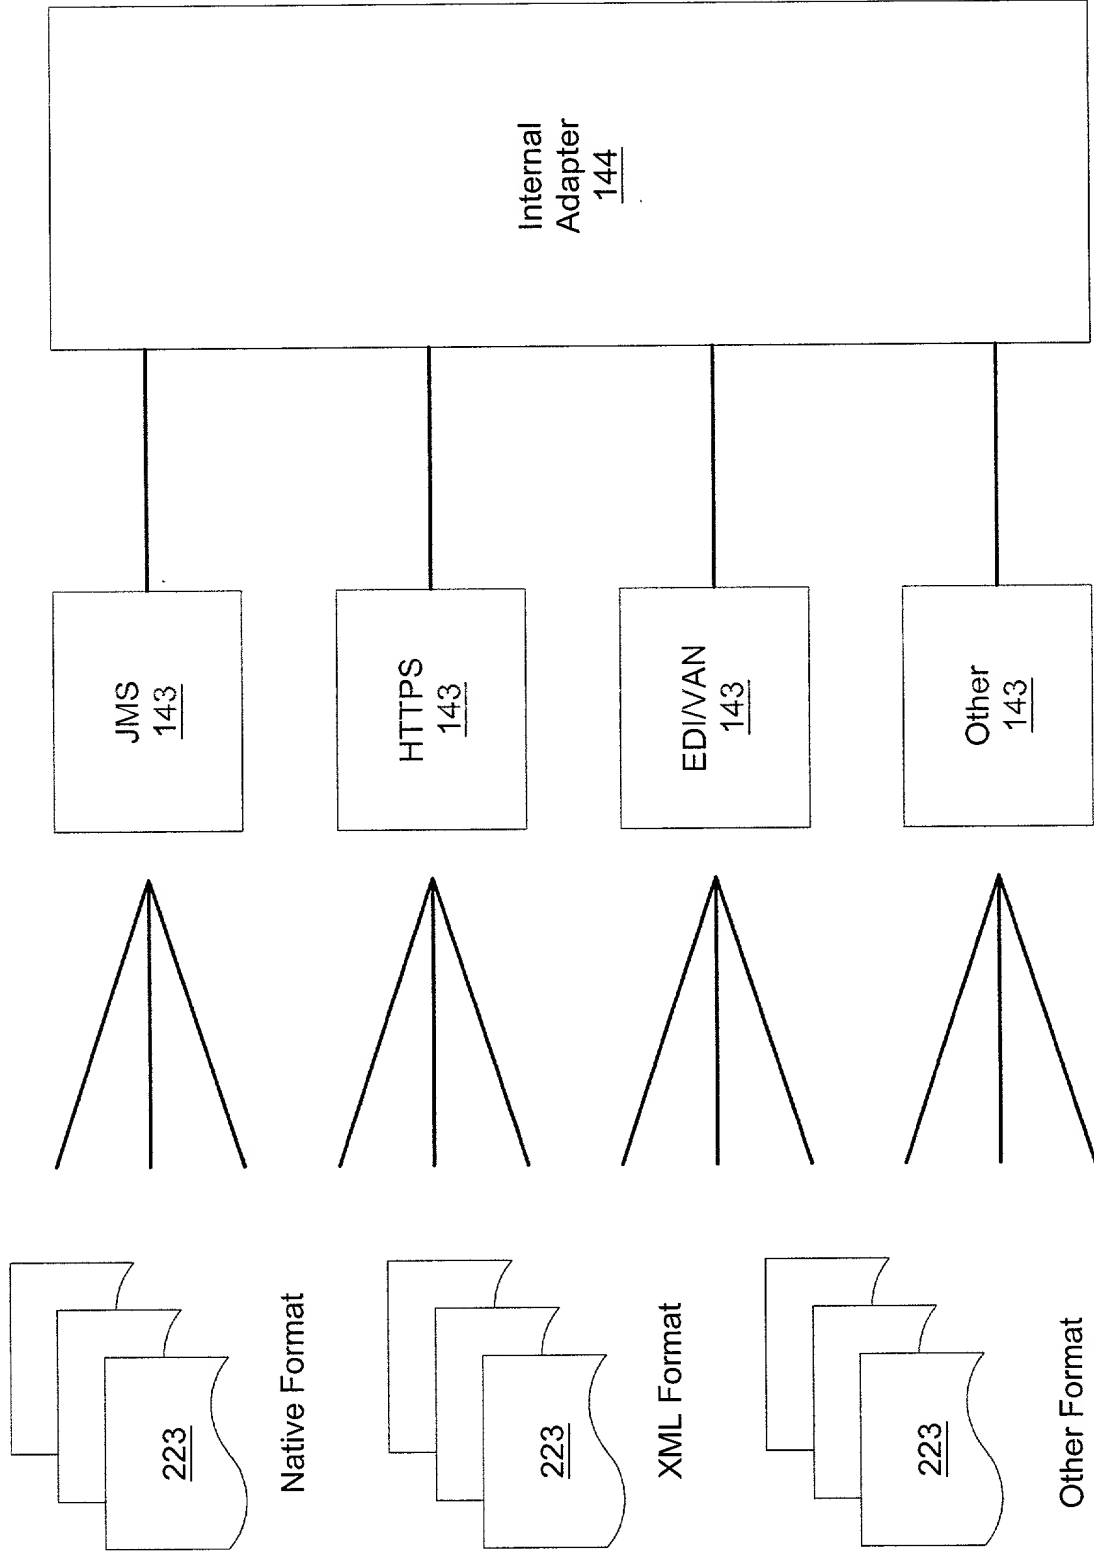 Internal
Adapter
144
JMS
143
HTTPS
143
EDI/VAN
143
Other
143
223
Native Format
223
XML Format
223
Other Format